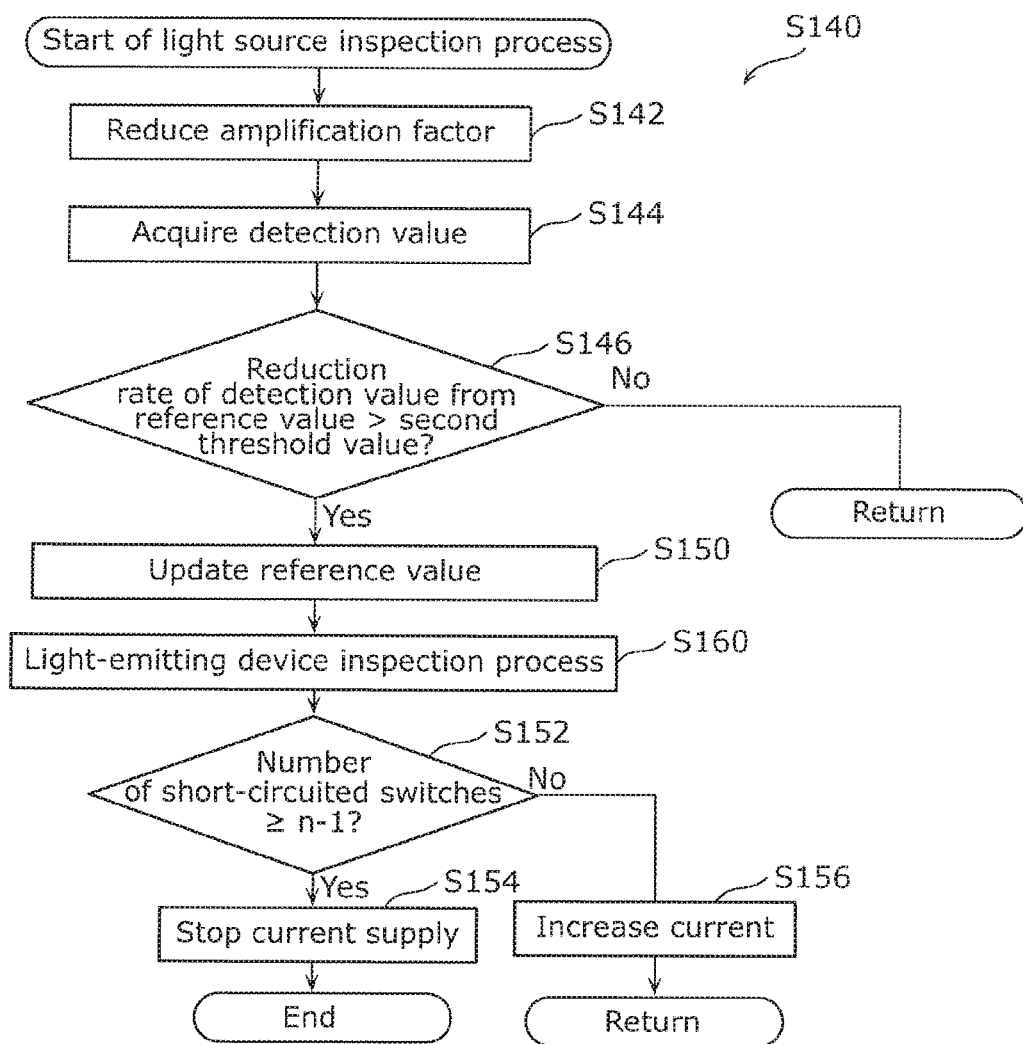 Start of light source inspection process
S140
Reduce amplification factor
S142
Acquire detection value
S144
Reduction
rate of detection value from
reference value > second
threshold value?
S146
No
Return
Yes
Update reference value
S150
Light-emitting device inspection process
S160
Number
of short-circuited switches
≥ n-1?
S152
No
Yes
Stop current supply
S154
Increase current
S156
End
Return